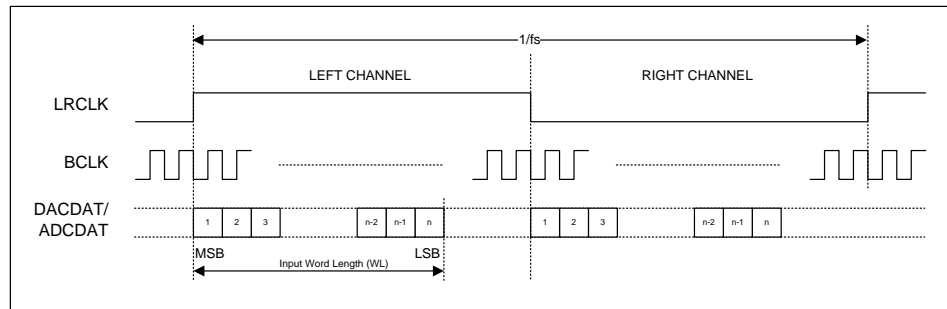 1/fs
LEFT CHANNEL RIGHT CHANNEL
LRCLK
BCLK
DACDAT/
ADCDAT
1 2 3 n-2 n-1 n 1 2 3 n-2 n-1 n
MSB LSB
Input Word Length (WL)